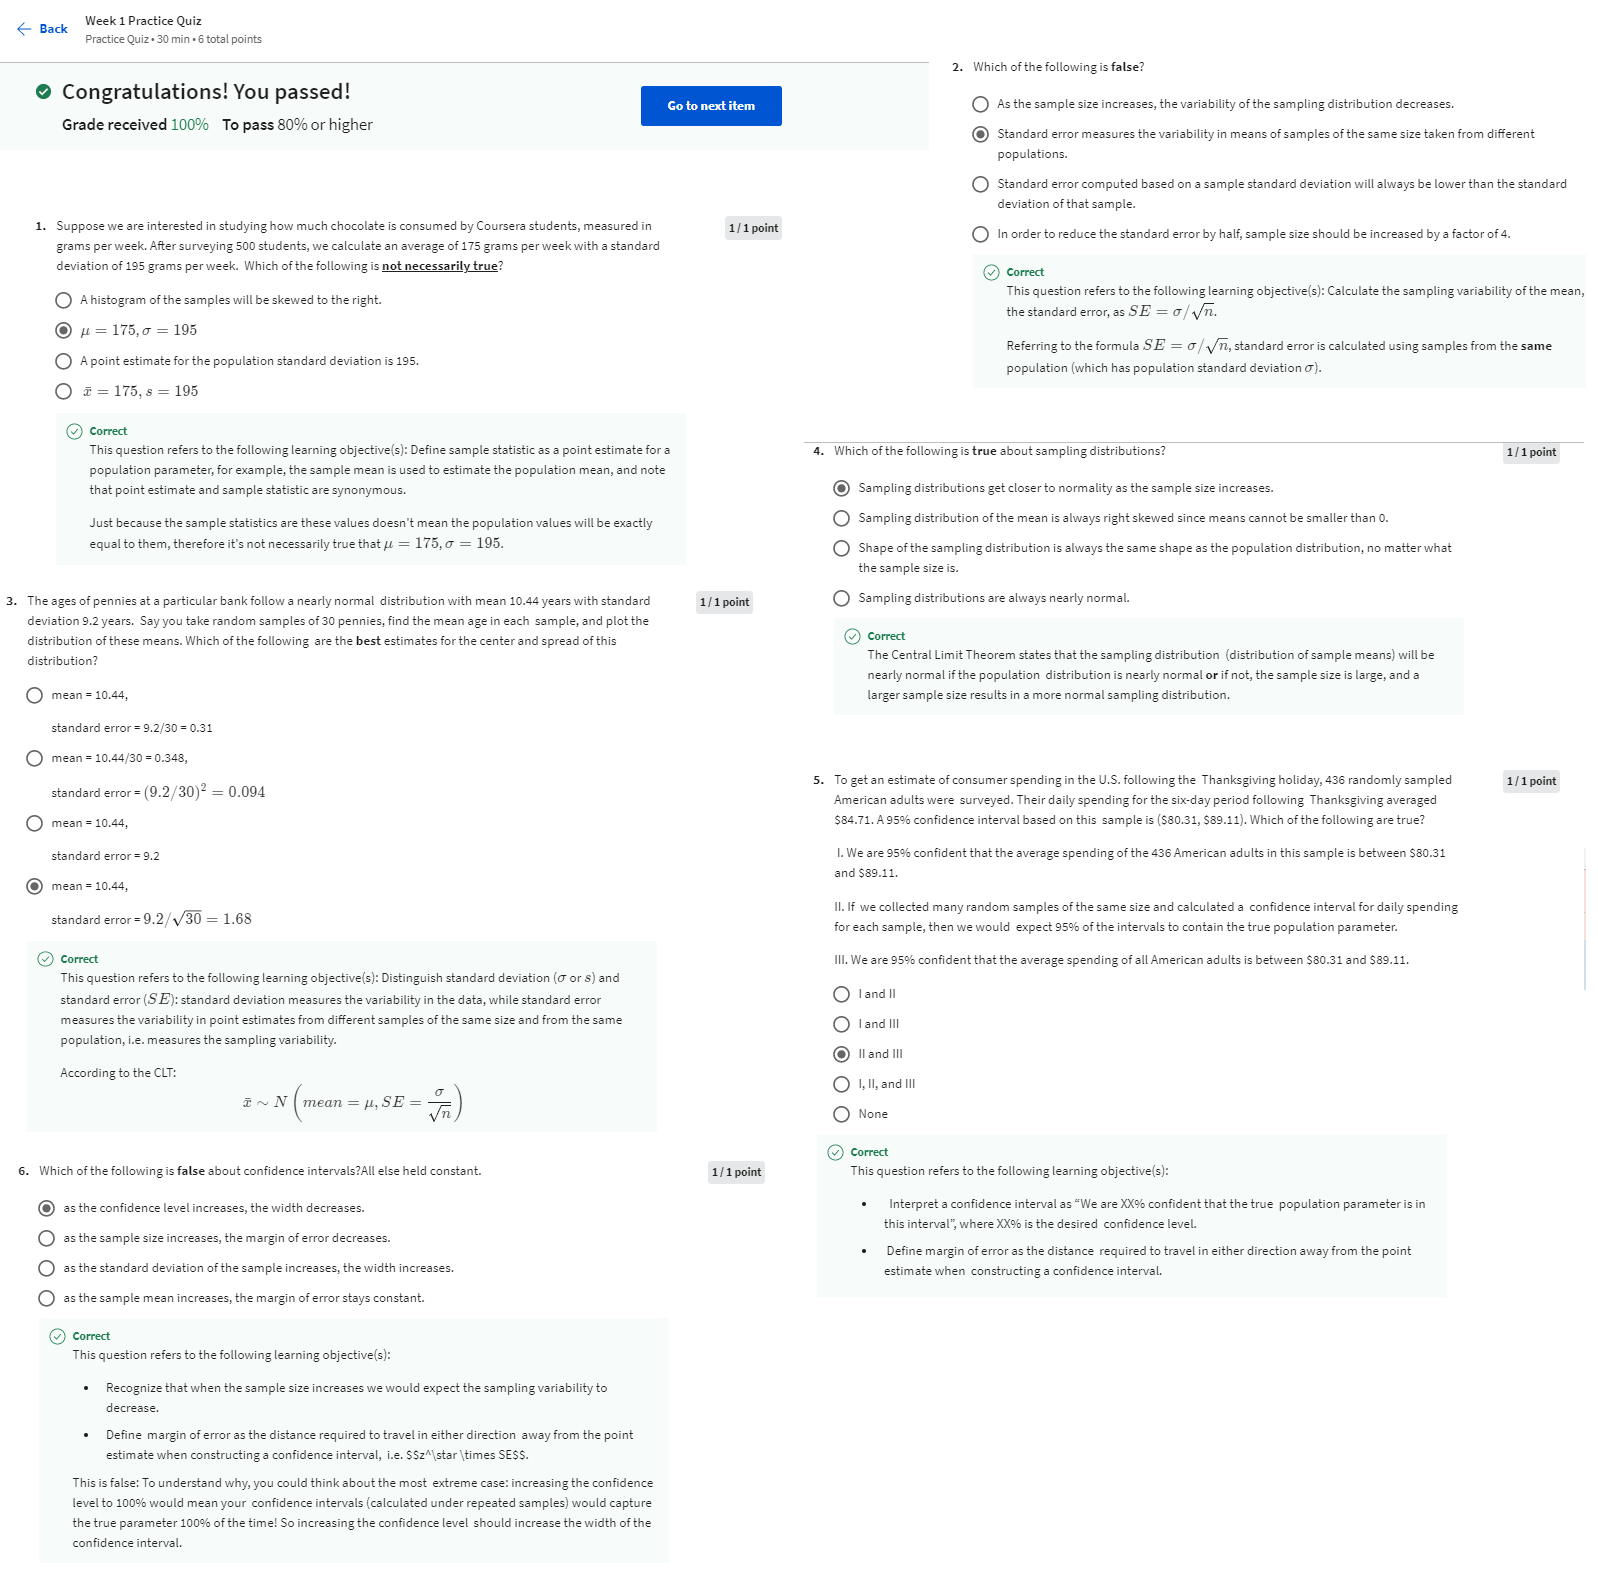 Back
Week 1 Practice Quiz
Practice Quiz • 30 min • 6 total points
Congratulations! You passed!
Grade received 100% To pass 80% or higher
Go to next item
1. Suppose we are interested in studying how much chocolate is consumed by Coursera students, measured in
grams per week. After surveying 500 students, we calculate an average of 175 grams per week with a standard
deviation of 195 grams per week. Which of the following is not necessarily true?
1 / 1 point
A histogram of the samples will be skewed to the right.
μ = 175, σ = 195
A point estimate for the population standard deviation is 195.
x̄ = 175, s = 195
Correct
This question refers to the following learning objective(s): Define sample statistic as a point estimate for a
population parameter, for example, the sample mean is used to estimate the population mean, and note
that point estimate and sample statistic are synonymous.
Just because the sample statistics are these values doesn't mean the population values will be exactly
equal to them, therefore it's not necessarily true that μ = 175, σ = 195.
2. Which of the following is false?
As the sample size increases, the variability of the sampling distribution decreases.
Standard error measures the variability in means of samples of the same size taken from different
populations.
Standard error computed based on a sample standard deviation will always be lower than the standard
deviation of that sample.
In order to reduce the standard error by half, sample size should be increased by a factor of 4.
Correct
This question refers to the following learning objective(s): Calculate the sampling variability of the mean,
the standard error, as SE = σ/√n.
Referring to the formula SE = σ/√n, standard error is calculated using samples from the same
population (which has population standard deviation σ).
3. The ages of pennies at a particular bank follow a nearly normal distribution with mean 10.44 years with standard
deviation 9.2 years. Say you take random samples of 30 pennies, find the mean age in each sample, and plot the
distribution of these means. Which of the following are the best estimates for the center and spread of this
distribution?
1 / 1 point
mean = 10.44,
standard error = 9.2/30 = 0.31
mean = 10.44/30 = 0.348,
standard error = (9.2/30)² = 0.094
mean = 10.44,
standard error = 9.2
mean = 10.44,
standard error = 9.2/√30 = 1.68
Correct
This question refers to the following learning objective(s): Distinguish standard deviation (σ or s) and
standard error (SE): standard deviation measures the variability in the data, while standard error
measures the variability in point estimates from different samples of the same size and from the same
population, i.e. measures the sampling variability.
According to the CLT:
x̄ ∼ N (mean = μ, SE = σ/√n)
4. Which of the following is true about sampling distributions?
1 / 1 point
Sampling distributions get closer to normality as the sample size increases.
Sampling distribution of the mean is always right skewed since means cannot be smaller than 0.
Shape of the sampling distribution is always the same shape as the population distribution, no matter what
the sample size is.
Sampling distributions are always nearly normal.
Correct
The Central Limit Theorem states that the sampling distribution (distribution of sample means) will be
nearly normal if the population distribution is nearly normal or if not, the sample size is large, and a
larger sample size results in a more normal sampling distribution.
5. To get an estimate of consumer spending in the U.S. following the Thanksgiving holiday, 436 randomly sampled
American adults were surveyed. Their daily spending for the six-day period following Thanksgiving averaged
$84.71. A 95% confidence interval based on this sample is ($80.31, $89.11). Which of the following are true?
1 / 1 point
I. We are 95% confident that the average spending of the 436 American adults in this sample is between $80.31
and $89.11.
II. If we collected many random samples of the same size and calculated a confidence interval for daily spending
for each sample, then we would expect 95% of the intervals to contain the true population parameter.
III. We are 95% confident that the average spending of all American adults is between $80.31 and $89.11.
I and II
I and III
II and III
I, II, and III
None
Correct
This question refers to the following learning objective(s):
• Interpret a confidence interval as “We are XX% confident that the true population parameter is in
this interval”, where XX% is the desired confidence level.
• Define margin of error as the distance required to travel in either direction away from the point
estimate when constructing a confidence interval.
6. Which of the following is false about confidence intervals?All else held constant.
1 / 1 point
as the confidence level increases, the width decreases.
as the sample size increases, the margin of error decreases.
as the standard deviation of the sample increases, the width increases.
as the sample mean increases, the margin of error stays constant.
Correct
This question refers to the following learning objective(s):
• Recognize that when the sample size increases we would expect the sampling variability to
decrease.
• Define margin of error as the distance required to travel in either direction away from the point
estimate when constructing a confidence interval, i.e. $$z^\star \times SE$$.
This is false: To understand why, you could think about the most extreme case: increasing the confidence
level to 100% would mean your confidence intervals (calculated under repeated samples) would capture
the true parameter 100% of the time! So increasing the confidence level should increase the width of the
confidence interval.